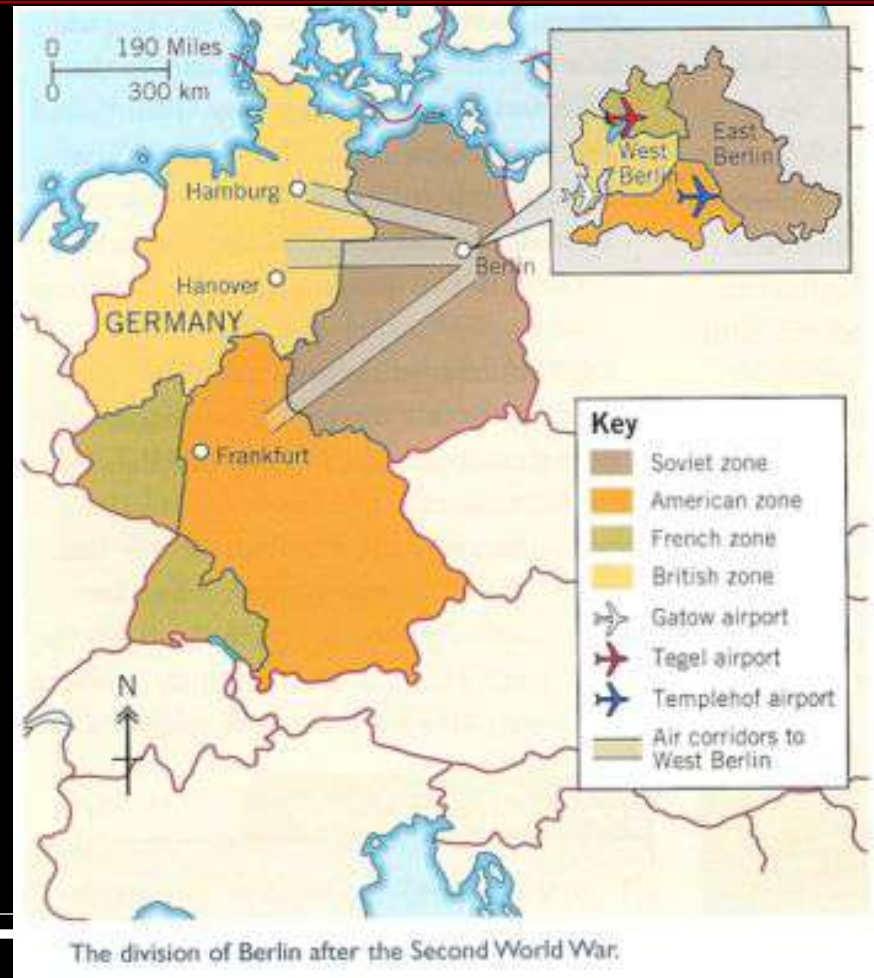 0 190 Miles
0 300 km
Hamburg
Hanover
GERMANY
Berlin
Frankfurt
East
Berlin
West
Berlin
N
Key
Soviet zone
American zone
French zone
British zone
Gatow airport
Tegel airport
Templehof airport
Air corridors to
West Berlin
The division of Berlin after the Second World War.